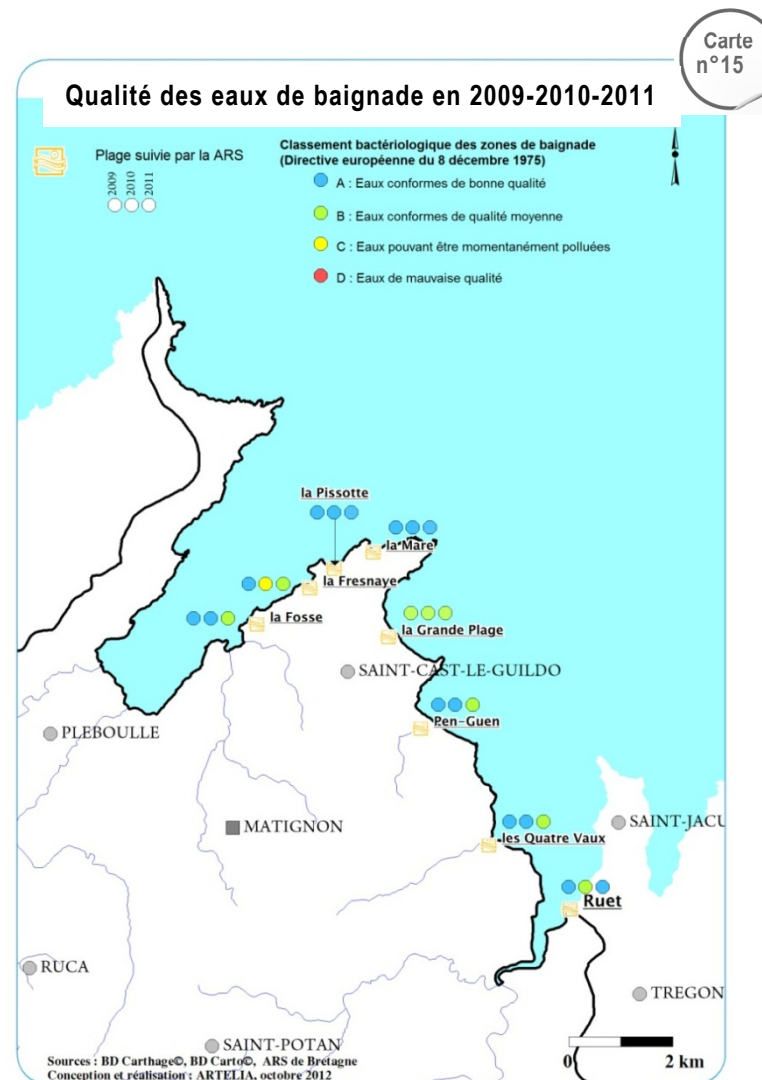 Carte
n°15
Qualité des eaux de baignade en 2009-2010-2011
Plage suivie par la ARS
2009
2010
2011
Classement bactériologique des zones de baignade
(Directive européenne du 8 décembre 1975)
A : Eaux conformes de bonne qualité
B : Eaux conformes de qualité moyenne
C : Eaux pouvant être momentanément polluées
D : Eaux de mauvaise qualité
la Pissotte
la Mare
la Fresnaye
la Fosse
la Grande Plage
SAINT-CAST-LE-GUILDO
Pen-Guen
PLEBOULLE
MATIGNON
les Quatre Vaux
SAINT-JACU
Ruet
RUCA
TREGON
SAINT-POTAN
Sources : BD Carthage©, BD Carto©, ARS de Bretagne
Conception et réalisation : ARTELIA, octobre 2012
0 2 km